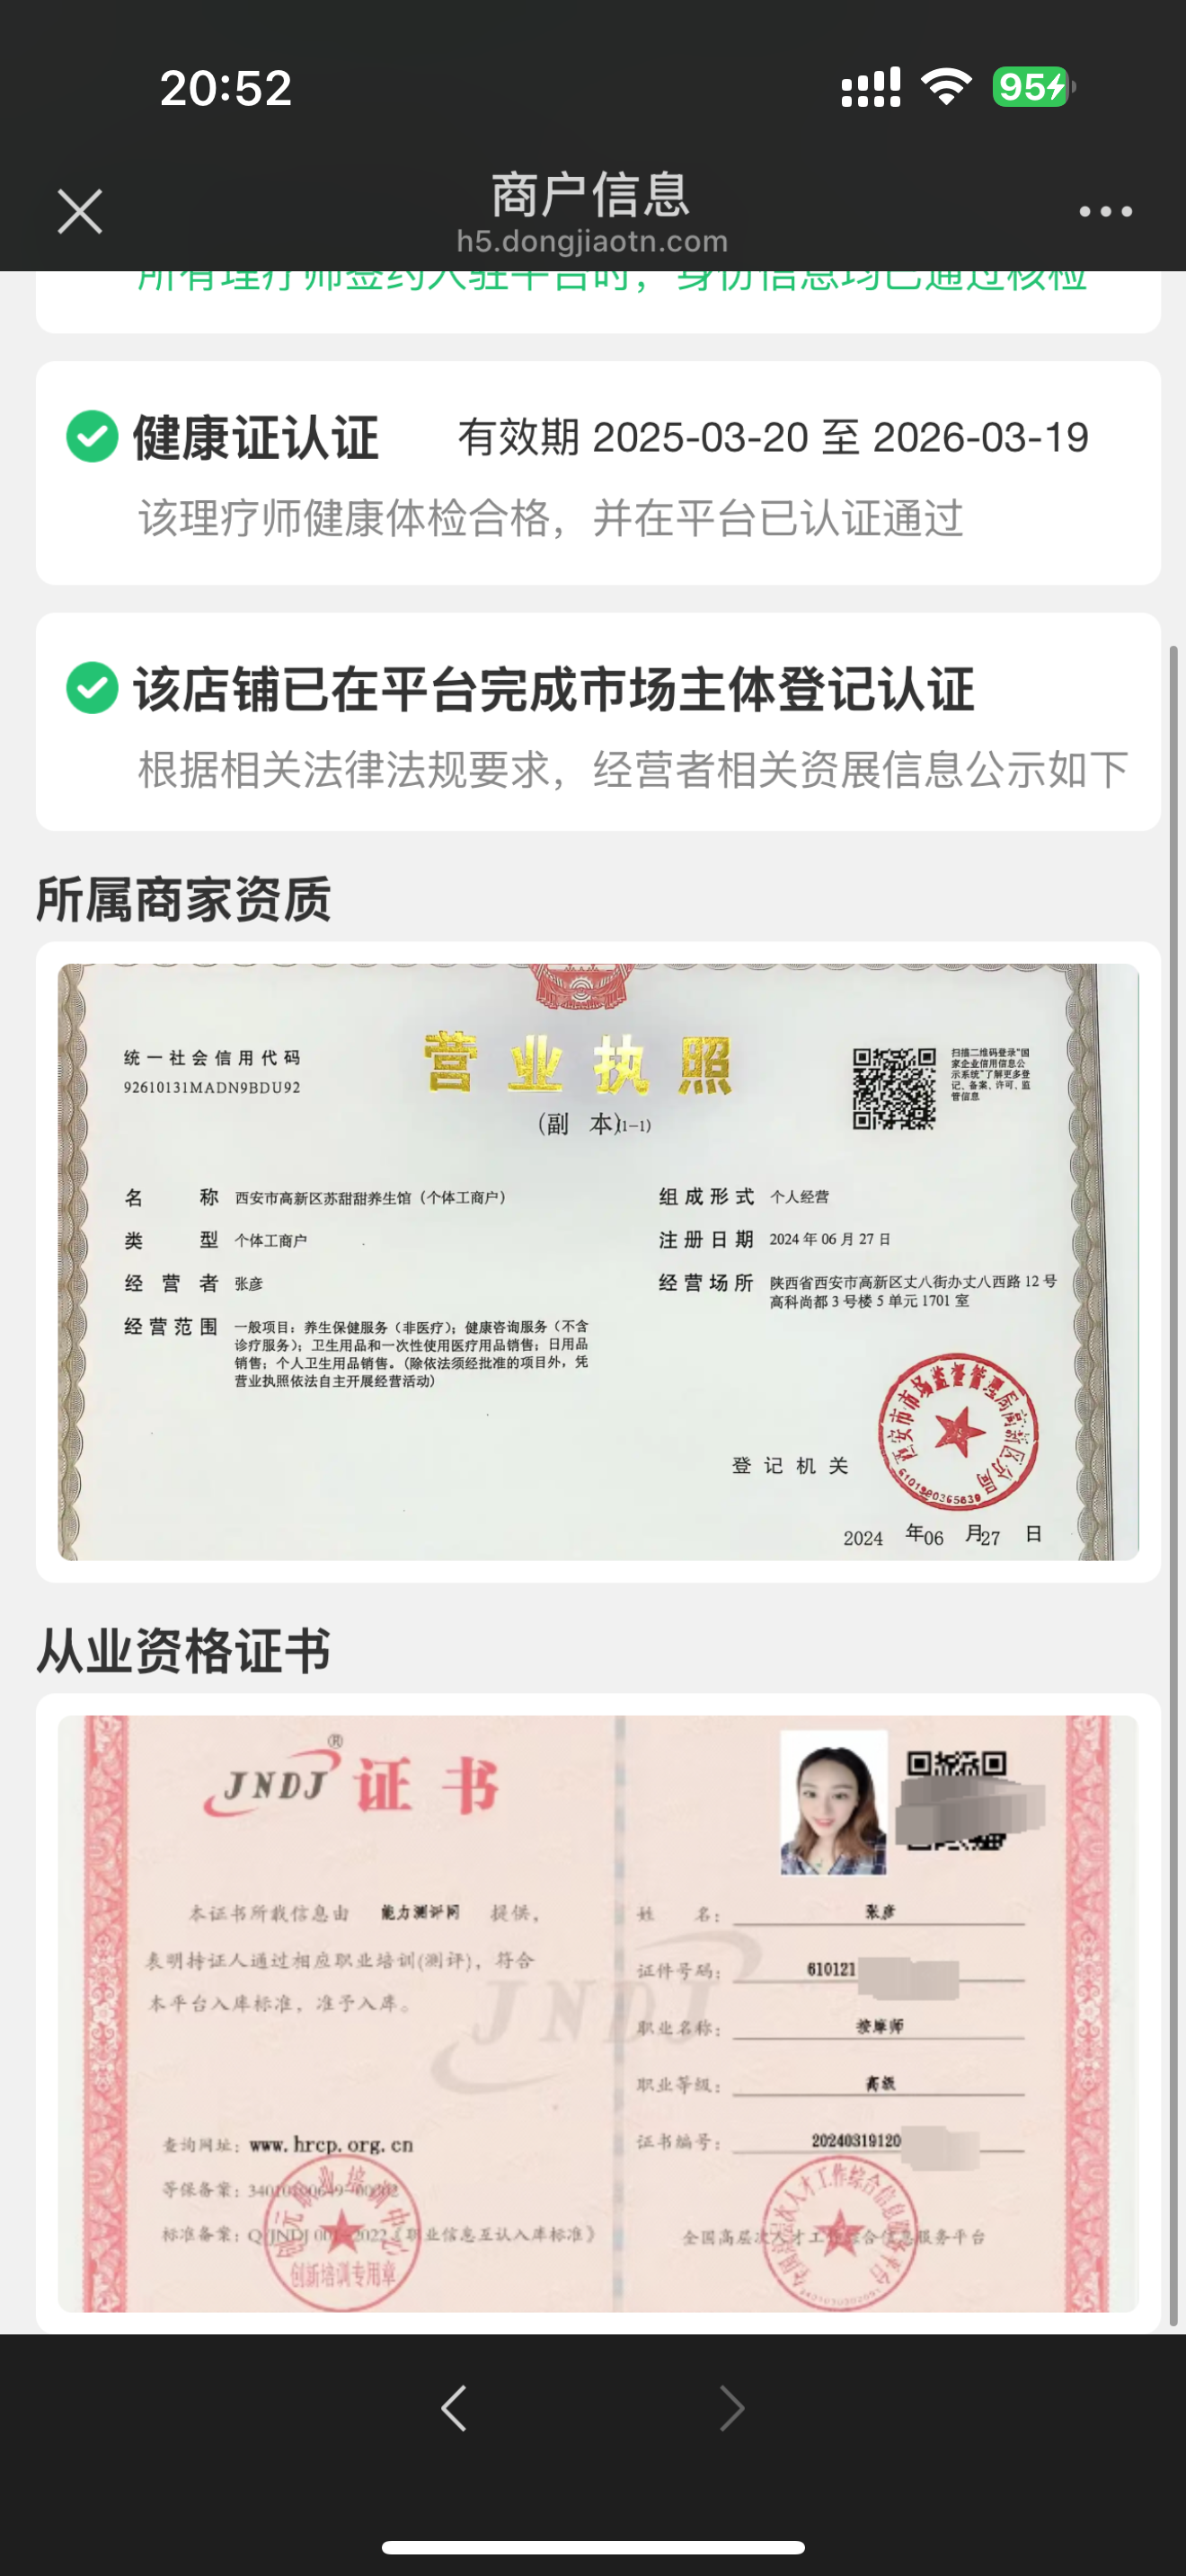 20:52
95
商户信息
h5.dongjiaotn.com
所有理疗师签约入驻平台时，身份信息均已通过核检
健康证认证 有效期 2025-03-20 至 2026-03-19
该理疗师健康体检合格，并在平台已认证通过
该店铺已在平台完成市场主体登记认证
根据相关法律法规要求，经营者相关资展信息公示如下
所属商家资质
统一社会信用代码
92610131MADN9BDU92
营业执照
（副 本）(1-1)
扫描二维码登录"国
家企业信用信息公
示系统"了解更多登
记、备案、许可、监
管信息
名 称 西安市高新区苏甜甜养生馆（个体工商户）
类 型 个体工商户
经 营 者 张彦
经营范围 一般项目：养生保健服务（非医疗）；健康咨询服务（不含
诊疗服务）；卫生用品和一次性使用医疗用品销售；日用品
销售；个人卫生用品销售。（除依法须经批准的项目外，凭
营业执照依法自主开展经营活动）
组成形式 个人经营
注册日期 2024 年 06 月 27 日
经营场所 陕西省西安市高新区丈八街办丈八西路 12 号
高科尚都 3 号楼 5 单元 1701 室
西安市市场监督管理局高新区分局
登记机关
2024 年06 月27 日
从业资格证书
JNDJ® 证书
本证书所载信息由 能力测评网 提供，
表明持证人通过相应职业培训(测评)，符合
本平台入库标准，准予入库。
查询网址：www.hrcp.org.cn
等保备案：
标准备案：Q/JNDJ 001-2022《职业信息互认入库标准》
职业培训中心
创新培训专用章
姓 名： 张彦
证件号码： 610121
职业名称： 按摩师
职业等级： 高级
证书编号： 20240319120
全国高层次人才工作综合信息服务平台
JNDJ